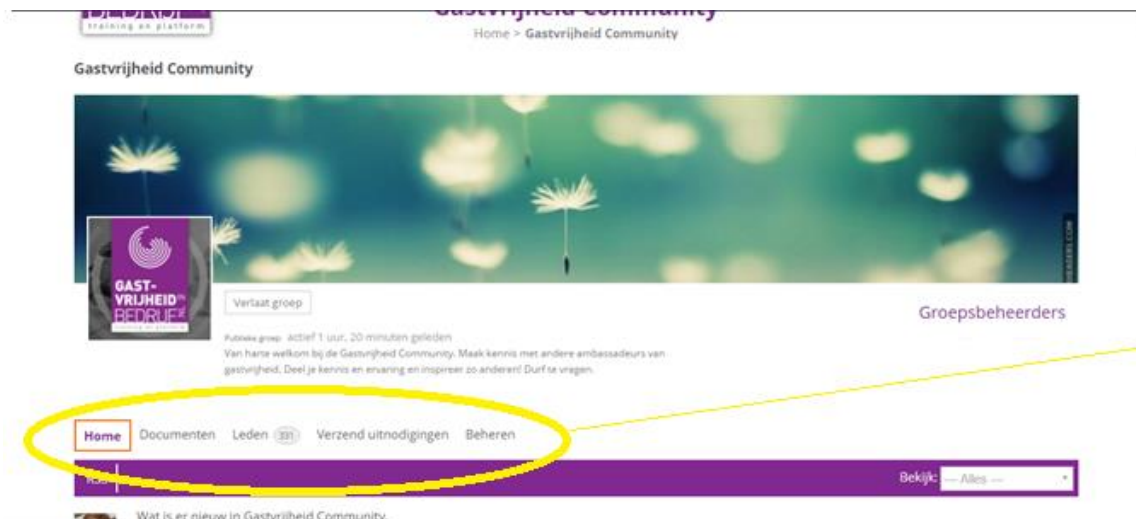 BEDRIJF
training en platform
Gastvrijheid Community
Home > Gastvrijheid Community
Gastvrijheid Community
GAST-
VRIJHEID
BEDRIJF
Verlaat groep
Groepsbeheerders
Publieke groep actief 1 uur, 20 minuten geleden
Van harte welkom bij de Gastvrijheid Community. Maak kennis met andere ambassadeurs van
gastvrijheid. Deel je kennis en ervaring en inspireer zo anderen! Durf te vragen.
Home Documenten Leden 331 Verzend uitnodigingen Beheren
RSS Bekijk: — Alles —
Wat is er nieuw in Gastvrijheid Community,